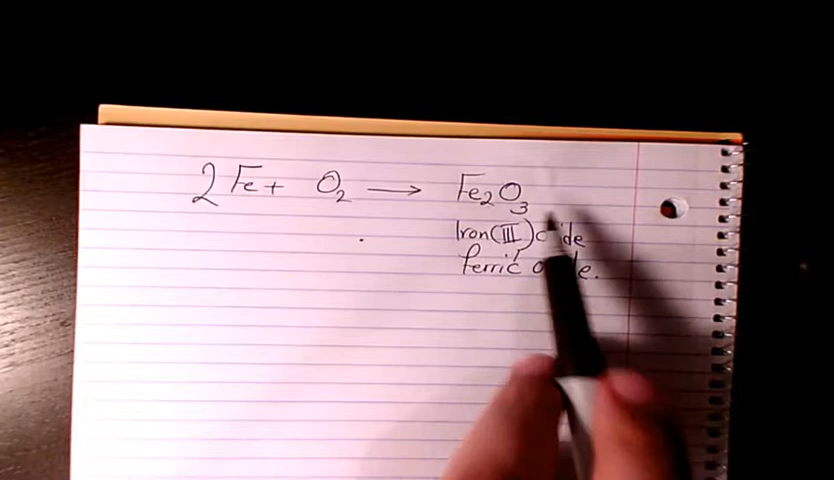 2Fe+ O₂ → Fe₂O₃
Iron(III)
ferric